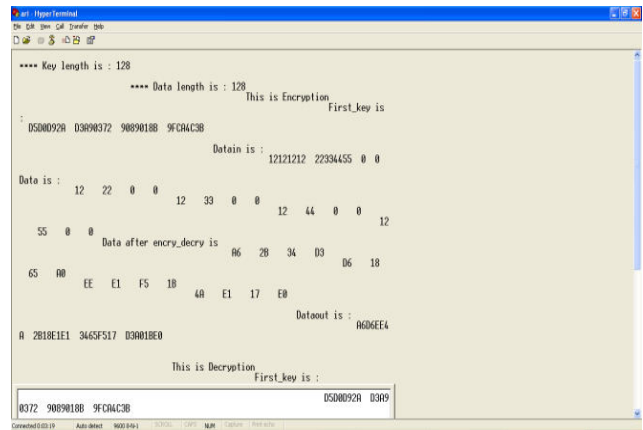 art - HyperTerminal
File Edit View Call Transfer Help
**** Key length is : 128
**** Data length is : 128
This is Encryption
First_key is
:
D5D0D92A D3A90372 9089018B 9FCA4C3B
Datain is :
12121212 22334455 0 0
Data is :
12 22 0 0
12 33 0 0
12 44 0 0
12
55 0 0
Data after encry_decry is
A6 2B 34 D3
D6 18
65 A0
EE E1 F5 1B
4A E1 17 E0
Dataout is :
A6D6EE4
A 2B18E1E1 3465F517 D3A01BE0
This is Decryption
First_key is :
D5D0D92A D3A9
0372 9089018B 9FCA4C3B
Connected 0:03:19 Auto detect 9600 8-N-1 SCROLL CAPS NUM Capture Print echo